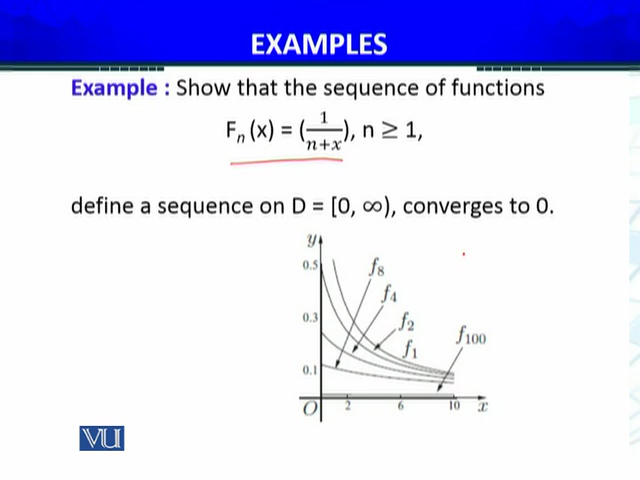 EXAMPLES
Example : Show that the sequence of functions
Fₙ (x) = (1/(n+x)), n ≥ 1,
define a sequence on D = [0, ∞), converges to 0.
y
0.5
f₈
f₄
0.3
f₂
f₁
f₁₀₀
0.1
O 2 6 10 x
VU